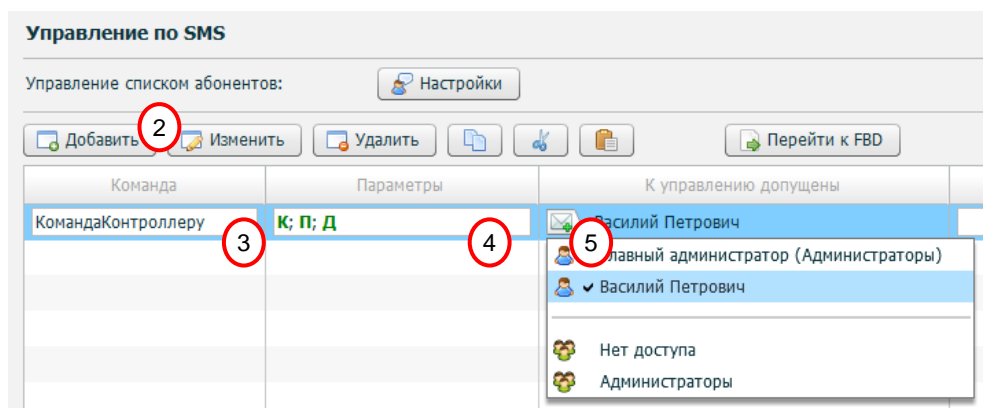 Управление по SMS
Управление списком абонентов: Настройки
Добавить 2 Изменить Удалить Перейти к FBD
Команда Параметры К управлению допущены
КомандаКонтроллеру 3 К; П; Д 4 5 Василий Петрович
Главный администратор (Администраторы)
Василий Петрович
Нет доступа
Администраторы